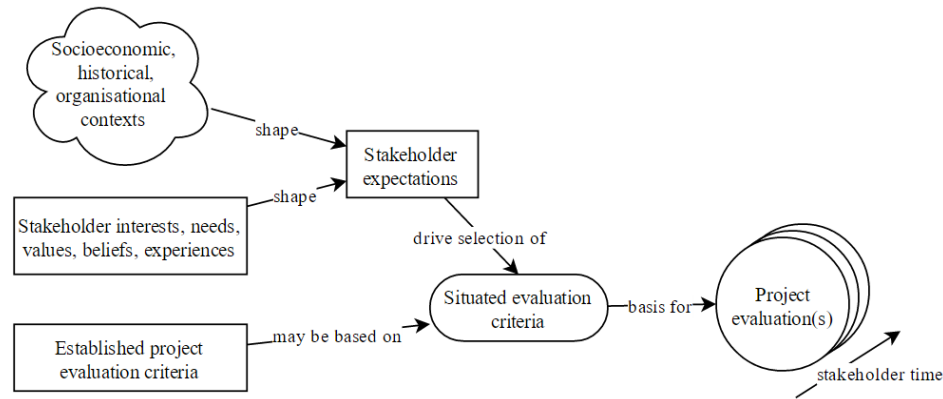 Socioeconomic,
historical,
organisational
contexts
shape
Stakeholder
expectations
shape
Stakeholder interests, needs,
values, beliefs, experiences
drive selection of
Situated evaluation
criteria
basis for
Project
evaluation(s)
may be based on
Established project
evaluation criteria
stakeholder time